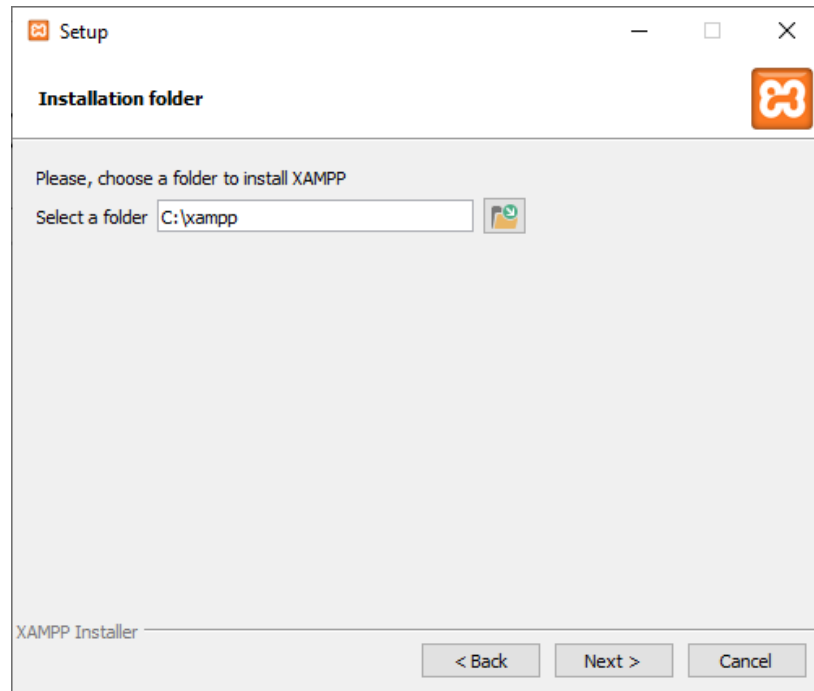 Setup
Installation folder
Please, choose a folder to install XAMPP
Select a folder C:\xampp
XAMPP Installer
< Back Next > Cancel